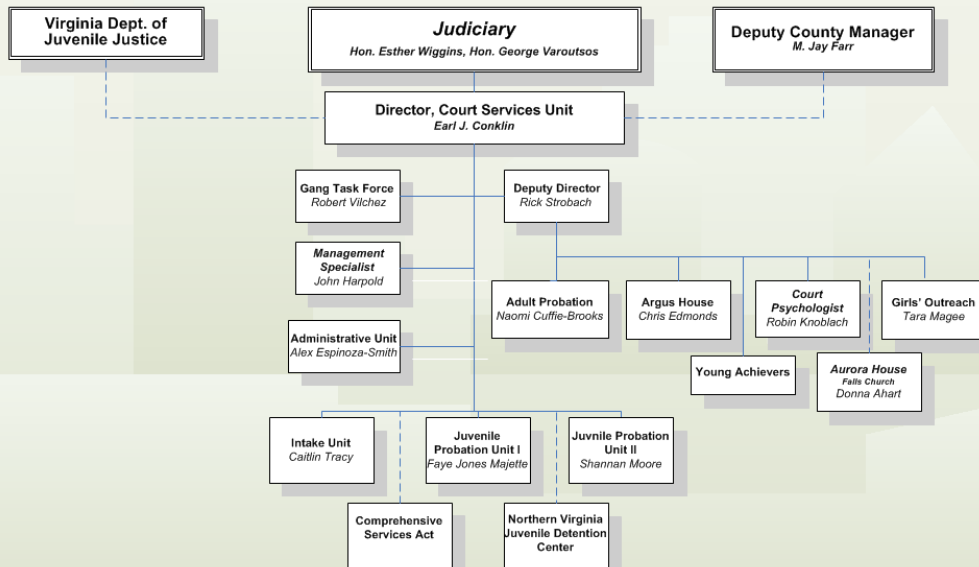 Virginia Dept. of
Juvenile Justice
Judiciary
Hon. Esther Wiggins, Hon. George Varoutsos
Deputy County Manager
M. Jay Farr
Director, Court Services Unit
Earl J. Conklin
Gang Task Force
Robert Vilchez
Deputy Director
Rick Strobach
Management
Specialist
John Harpold
Adult Probation
Naomi Cuffie-Brooks
Argus House
Chris Edmonds
Court
Psychologist
Robin Knoblach
Girls' Outreach
Tara Magee
Administrative Unit
Alex Espinoza-Smith
Young Achievers
Aurora House
Falls Church
Donna Ahart
Intake Unit
Caitlin Tracy
Juvenile
Probation Unit I
Faye Jones Majette
Juvnile Probation
Unit II
Shannan Moore
Comprehensive
Services Act
Northern Virginia
Juvenile Detention
Center